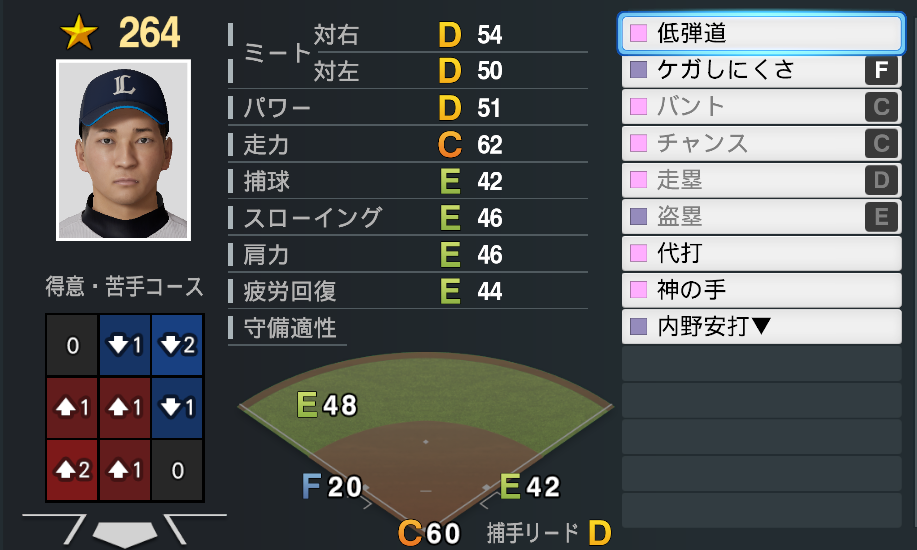 264
ミート 対右 D 54
対左 D 50
パワー D 51
走力 C 62
捕球 E 42
スローイング E 46
肩力 E 46
疲労回復 E 44
守備適性
L
得意・苦手コース
0 1 2
1 1 1
2 1 0
E 48
F 20
E 42
C 60
捕手リード D
低弾道
ケガしにくさ F
バント C
チャンス C
走塁 D
盗塁 E
代打
神の手
内野安打▼